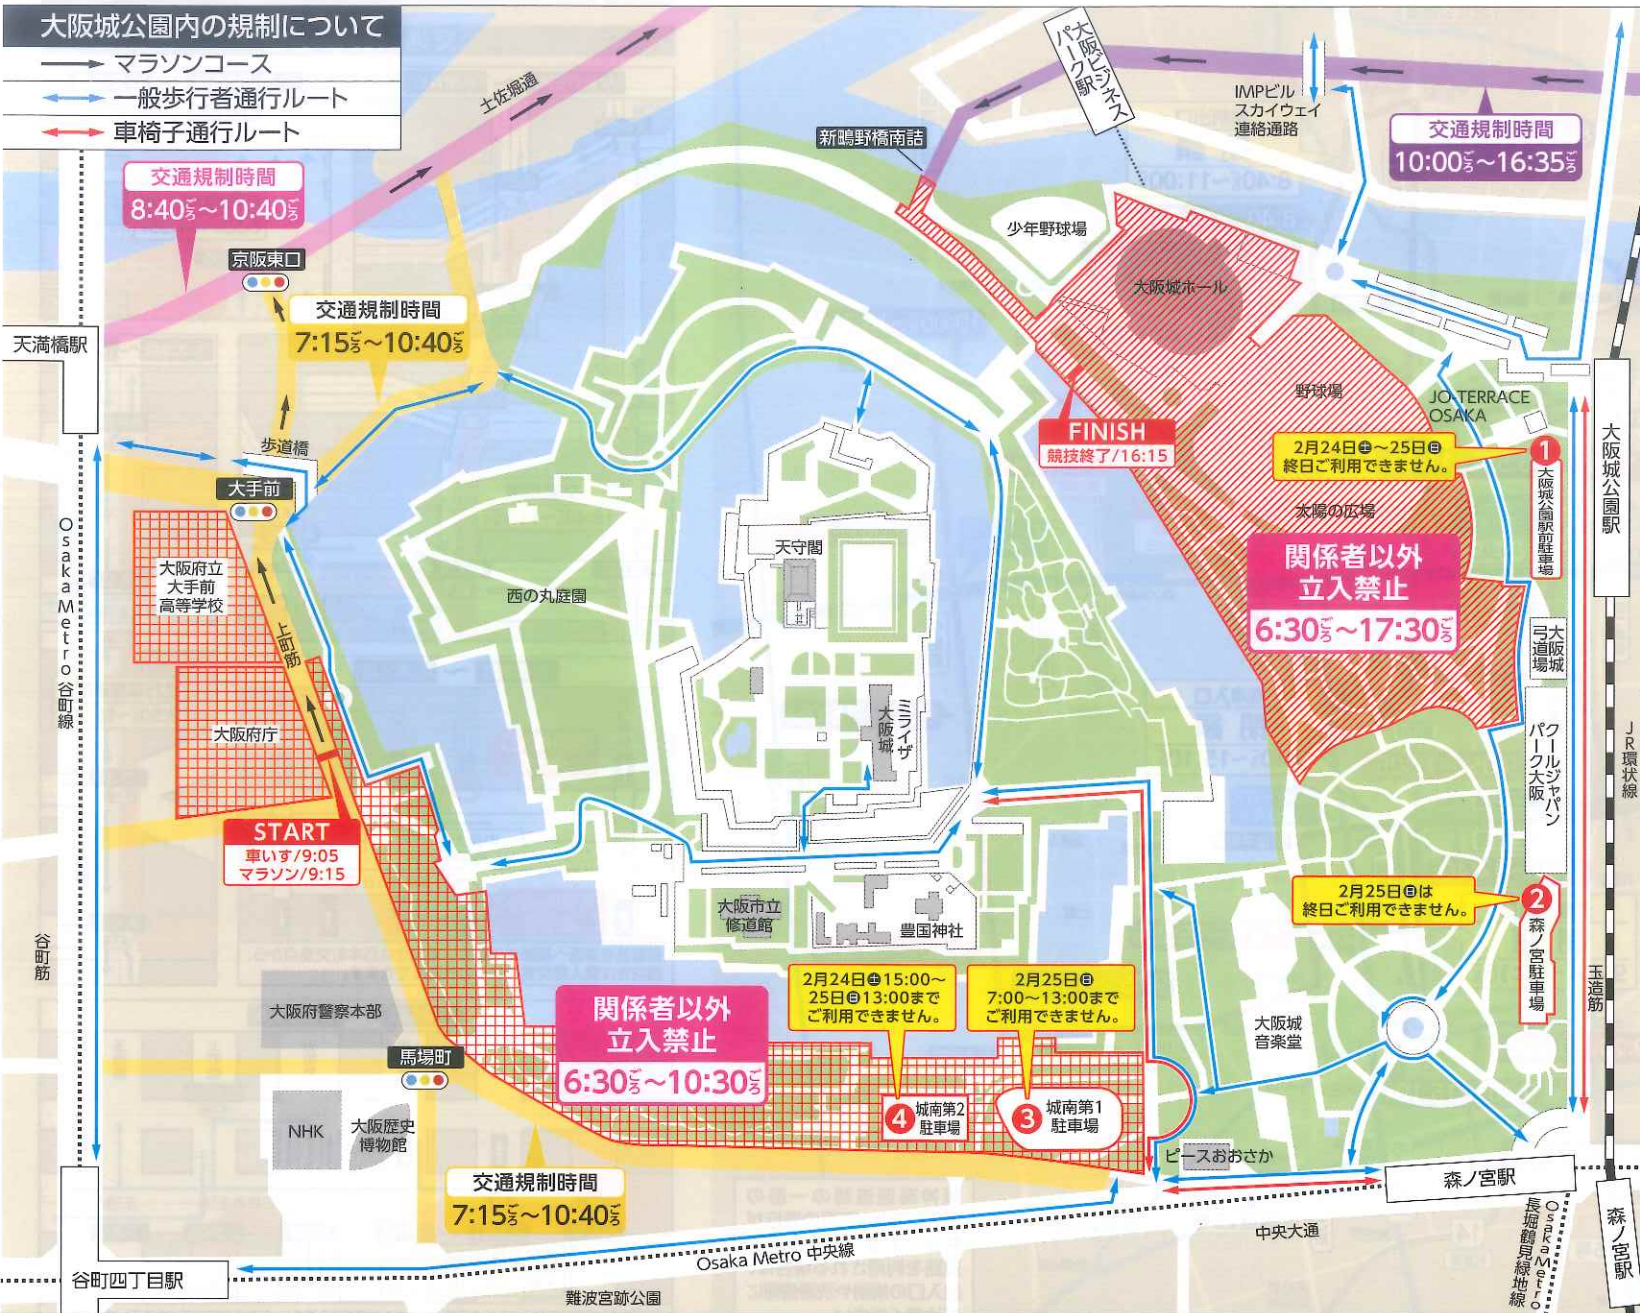 大阪城公園内の規制について
マラソンコース
一般歩行者通行ルート
車椅子通行ルート
土佐堀通
大阪ビジネス
パーク駅
IMPビル
スカイウェイ
連絡通路
交通規制時間
10:00ごろ〜16:35ごろ
新鴫野橋南詰
交通規制時間
8:40ごろ〜10:40ごろ
京阪東口
少年野球場
大阪城ホール
交通規制時間
7:15ごろ〜10:40ごろ
天満橋駅
野球場
JO-TERRACE
OSAKA
FINISH
競技終了/16:15
2月24日㊏〜25日㊐
終日ご利用できません。
1
大阪城公園駅前駐車場
大阪城公園駅
歩道橋
大手前
太陽の広場
関係者以外
立入禁止
6:30ごろ〜17:30ごろ
Osaka Metro 谷町線
大阪府立
大手前
高等学校
上町筋
西の丸庭園
天守閣
大阪城
弓道場
大阪府庁
ミライザ
大阪城
クールジャパン
パーク大阪
JR環状線
START
車いす/9:05
マラソン/9:15
2月25日㊐は
終日ご利用できません。
2
森ノ宮駐車場
大阪市立
修道館
豊国神社
谷町筋
玉造筋
大阪府警察本部
関係者以外
立入禁止
6:30ごろ〜10:30ごろ
2月24日㊏15:00〜
25日㊐13:00まで
ご利用できません。
2月25日㊐
7:00〜13:00まで
ご利用できません。
大阪城
音楽堂
馬場町
4
城南第2
駐車場
3
城南第1
駐車場
NHK
大阪歴史
博物館
ピースおおさか
交通規制時間
7:15ごろ〜10:40ごろ
森ノ宮駅
中央大通
Osaka Metro 中央線
Osaka Metro
長堀鶴見緑地線
森ノ宮駅
谷町四丁目駅
難波宮跡公園